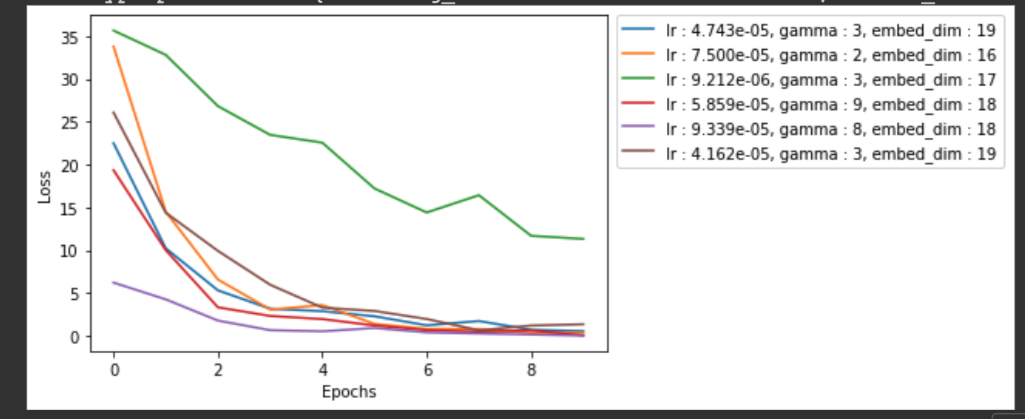 lr : 4.743e-05, gamma : 3, embed_dim : 19
lr : 7.500e-05, gamma : 2, embed_dim : 16
lr : 9.212e-06, gamma : 3, embed_dim : 17
lr : 5.859e-05, gamma : 9, embed_dim : 18
lr : 9.339e-05, gamma : 8, embed_dim : 18
lr : 4.162e-05, gamma : 3, embed_dim : 19
Loss
35
30
25
20
15
10
5
0
0 2 4 6 8
Epochs